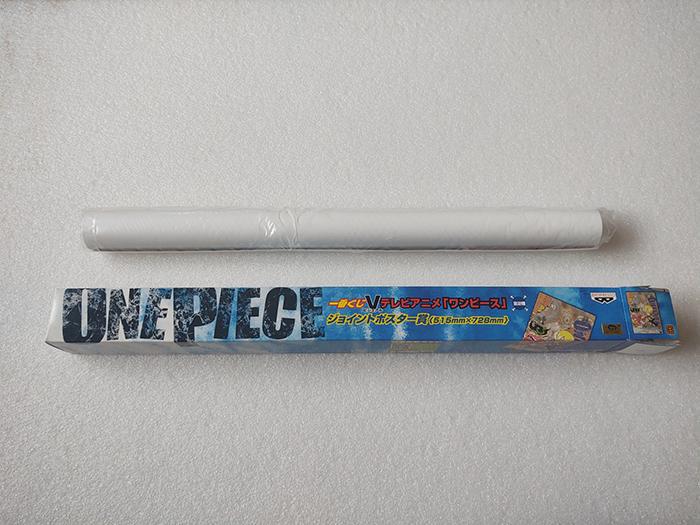 ONE PIECE
一番くじVテレビアニメ「ワンピース」
ジョイントポスター賞(515mm×728mm)